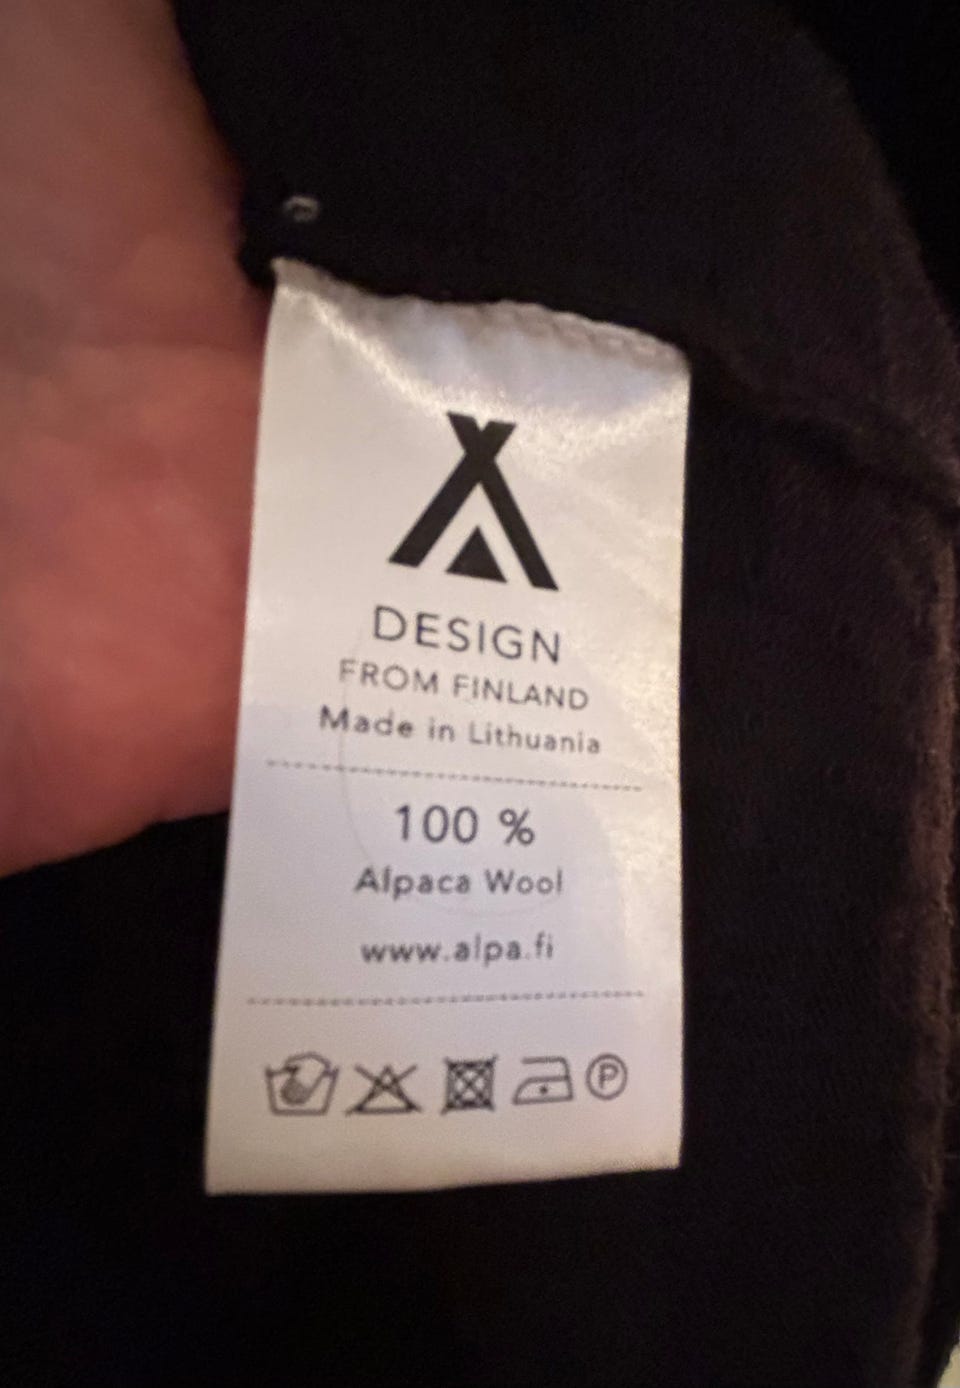 DESIGN
FROM FINLAND
Made in Lithuania
100 %
Alpaca Wool
www.alpa.fi
P